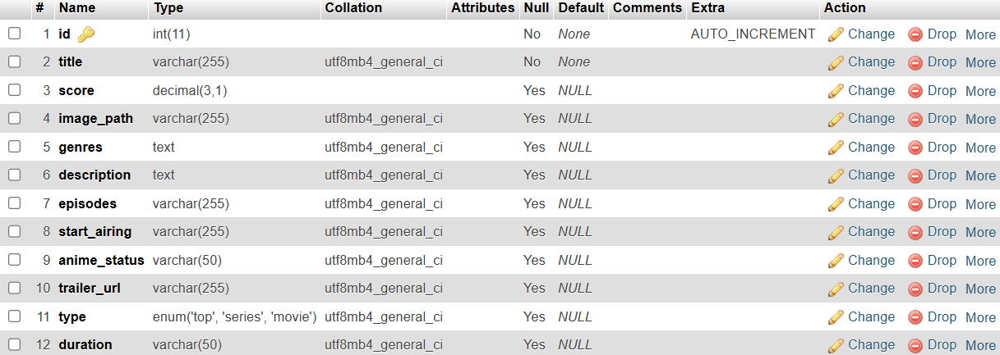 # Name Type Collation Attributes Null Default Comments Extra Action
1 id int(11) No None AUTO_INCREMENT Change Drop More
2 title varchar(255) utf8mb4_general_ci No None Change Drop More
3 score decimal(3,1) Yes NULL Change Drop More
4 image_path varchar(255) utf8mb4_general_ci Yes NULL Change Drop More
5 genres text utf8mb4_general_ci Yes NULL Change Drop More
6 description text utf8mb4_general_ci Yes NULL Change Drop More
7 episodes varchar(255) utf8mb4_general_ci Yes NULL Change Drop More
8 start_airing varchar(255) utf8mb4_general_ci Yes NULL Change Drop More
9 anime_status varchar(50) utf8mb4_general_ci Yes NULL Change Drop More
10 trailer_url varchar(255) utf8mb4_general_ci Yes NULL Change Drop More
11 type enum('top', 'series', 'movie') utf8mb4_general_ci Yes NULL Change Drop More
12 duration varchar(50) utf8mb4_general_ci Yes NULL Change Drop More